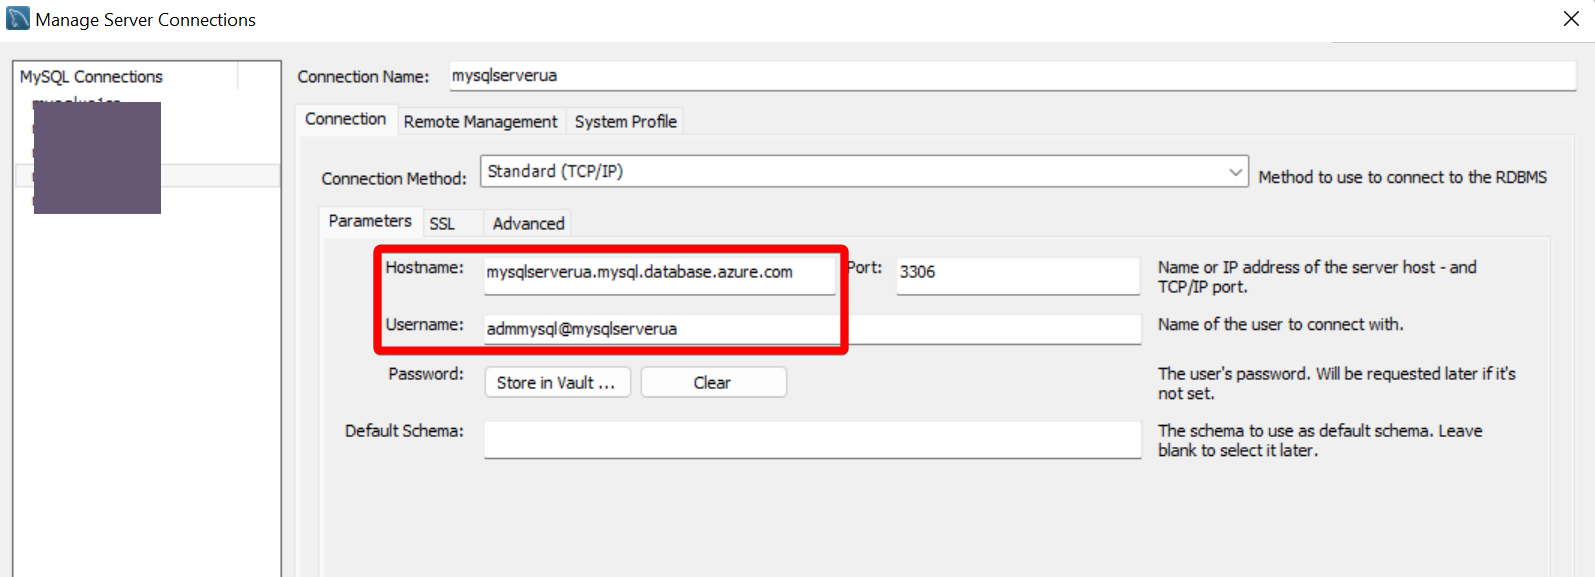 Manage Server Connections
MySQL Connections
Connection Name: mysqlserverua
Connection Remote Management System Profile
Connection Method: Standard (TCP/IP) Method to use to connect to the RDBMS
Parameters SSL Advanced
Hostname: mysqlserverua.mysql.database.azure.com Port: 3306 Name or IP address of the server host - and
TCP/IP port.
Username: admmysql@mysqlserverua Name of the user to connect with.
Password: Store in Vault ... Clear The user's password. Will be requested later if it's
not set.
Default Schema: The schema to use as default schema. Leave
blank to select it later.